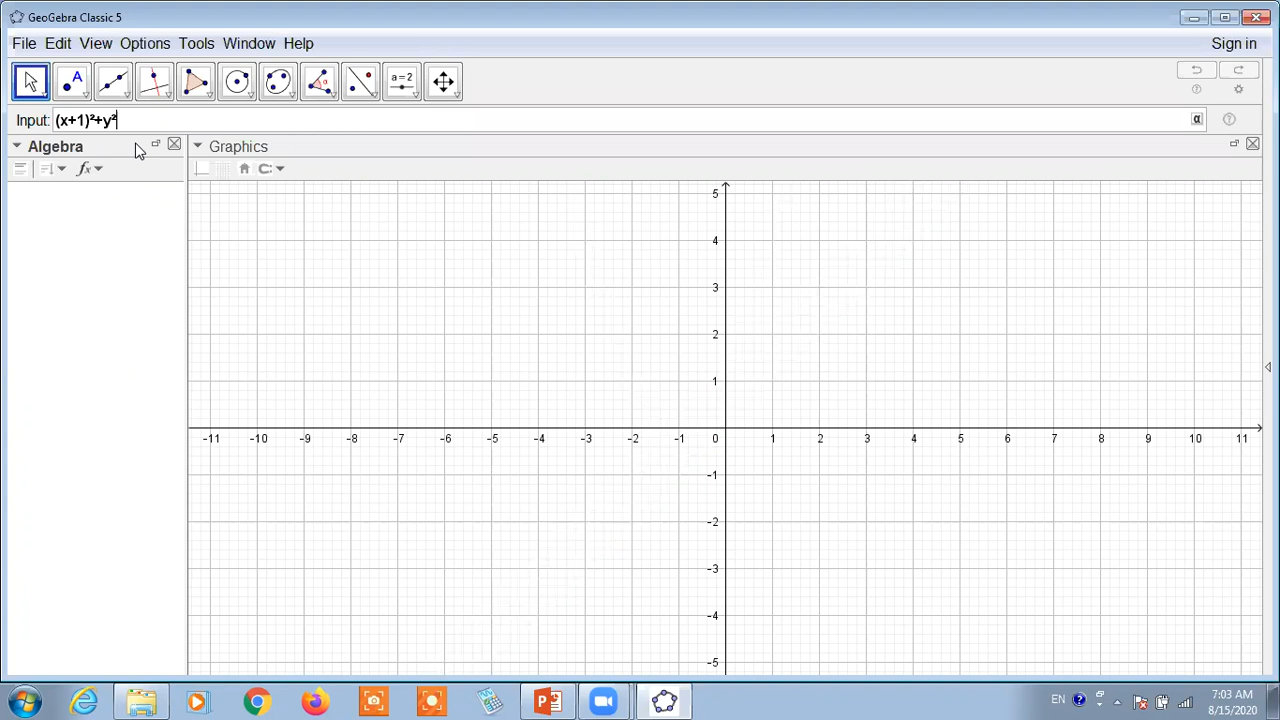 GeoGebra Classic 5
File Edit View Options Tools Window Help Sign in
A α a=2
Input: (x+1)²+y² α
Algebra Graphics
fx
5
4
3
2
1
-11 -10 -9 -8 -7 -6 -5 -4 -3 -2 -1 0 1 2 3 4 5 6 7 8 9 10 11
-1
-2
-3
-4
-5
EN 7:03 AM
8/15/2020